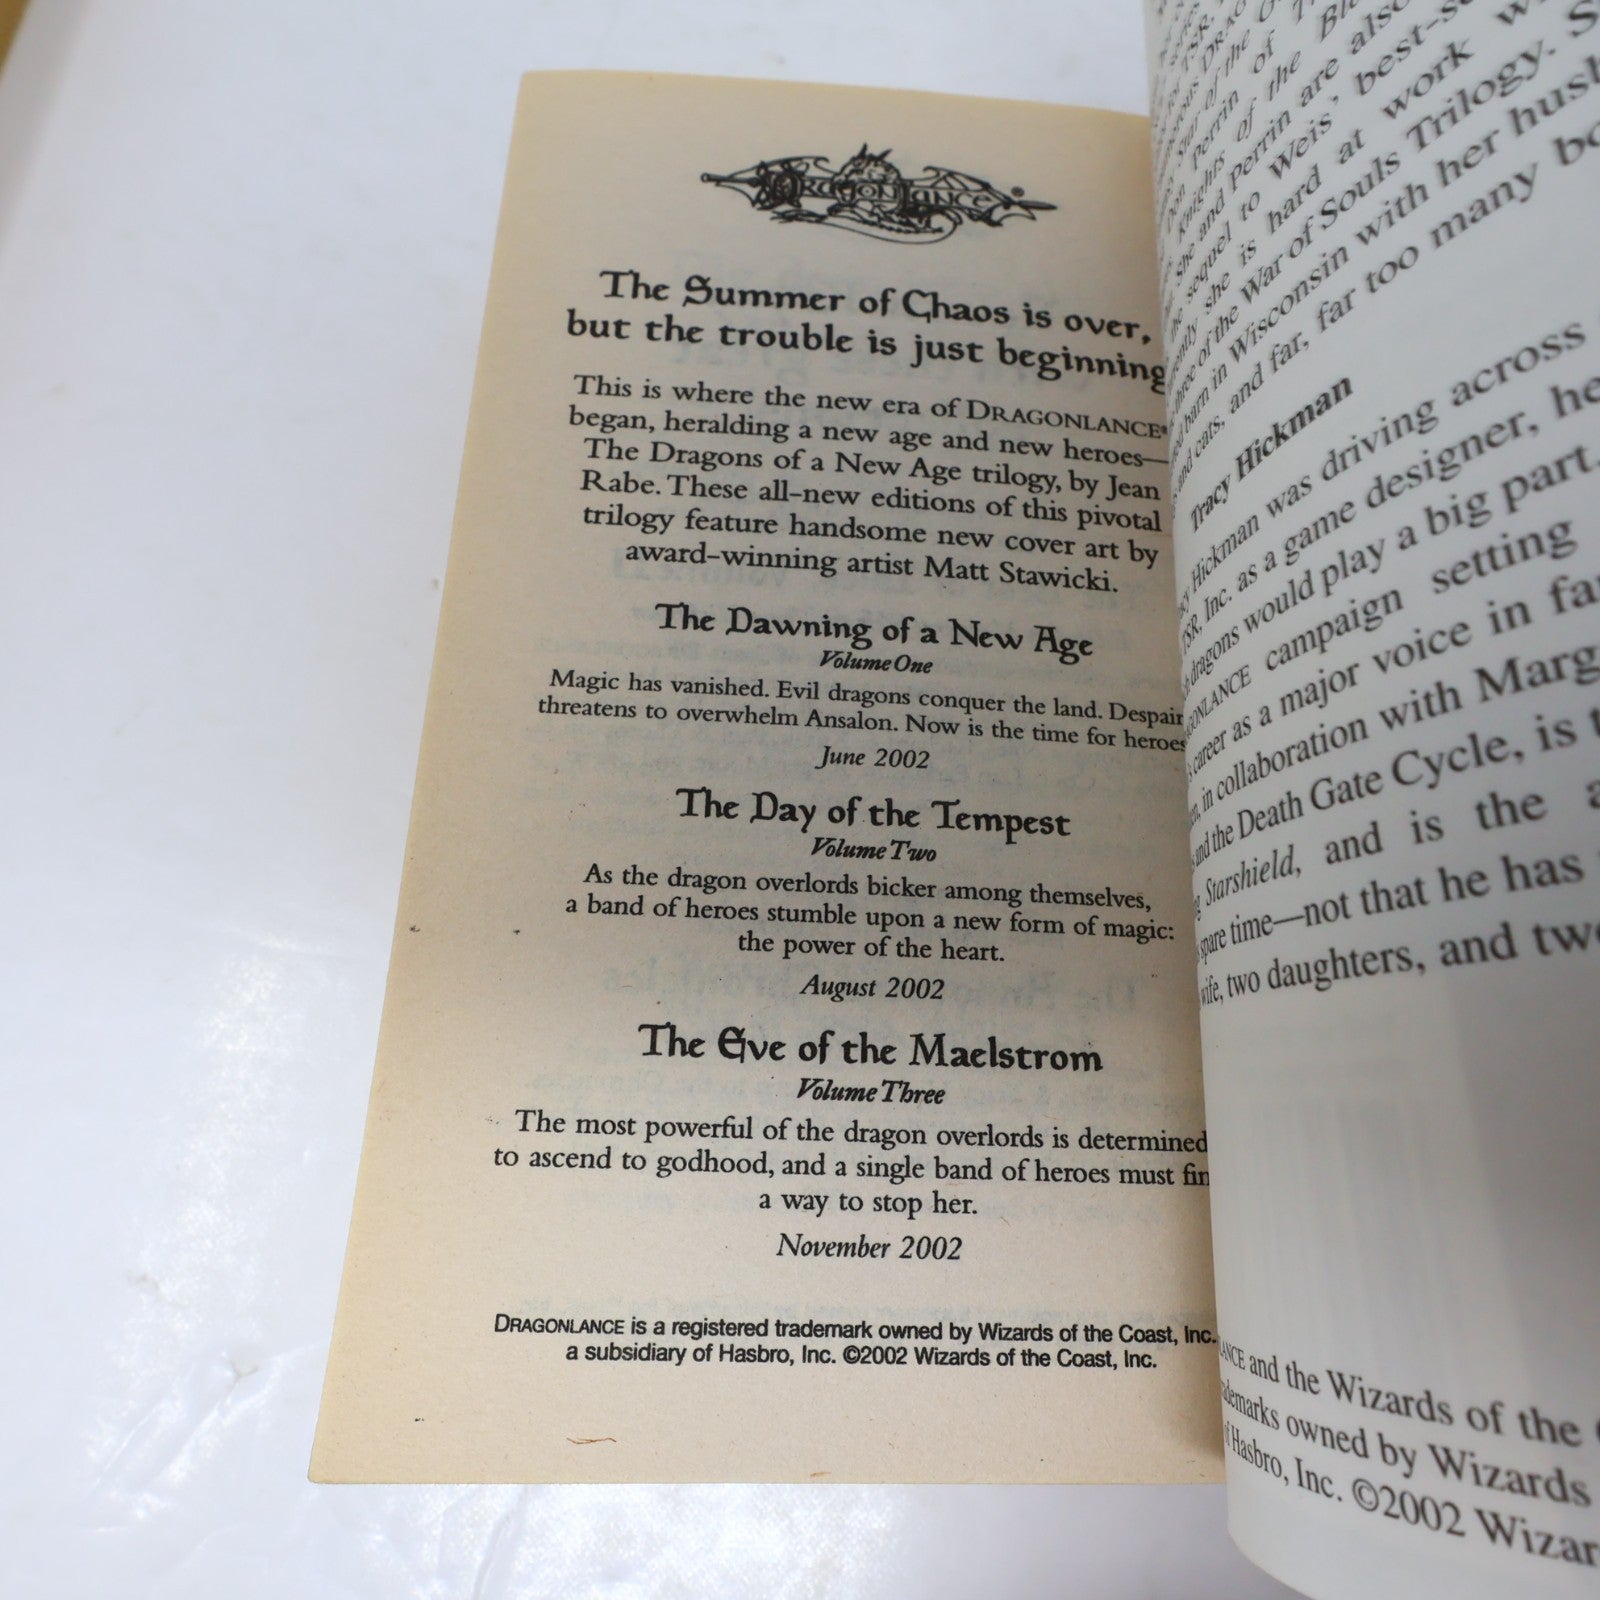 DRAGONLANCE®
The Summer of Chaos is over,
but the trouble is just beginning
This is where the new era of DRAGONLANCE®
began, heralding a new age and new heroes—
The Dragons of a New Age trilogy, by Jean
Rabe. These all-new editions of this pivotal
trilogy feature handsome new cover art by
award-winning artist Matt Stawicki.
The Dawning of a New Age
Volume One
Magic has vanished. Evil dragons conquer the land. Despair
threatens to overwhelm Ansalon. Now is the time for heroes
June 2002
The Day of the Tempest
Volume Two
As the dragon overlords bicker among themselves,
a band of heroes stumble upon a new form of magic:
the power of the heart.
August 2002
The Eve of the Maelstrom
Volume Three
The most powerful of the dragon overlords is determined
to ascend to godhood, and a single band of heroes must fin
a way to stop her.
November 2002
DRAGONLANCE is a registered trademark owned by Wizards of the Coast, Inc.
a subsidiary of Hasbro, Inc. ©2002 Wizards of the Coast, Inc.
of the Bl
and Perrin are also
sequel to Weis', best-s
she is hard at work w
three of the War of Souls Trilogy. S
barn in Wisconsin with her husb
and cats, and far, far too many bo
Tracy Hickman
Hickman was driving across
TSR, Inc. as a game designer, he
dragons would play a big part.
campaign setting
career as a major voice in fa
in collaboration with Marg
and the Death Gate Cycle, is t
Starshield, and is the a
spare time—not that he has
wife, two daughters, and two
LANCE and the Wizards of the
demarks owned by Wizards
of Hasbro, Inc. ©2002 Wizar